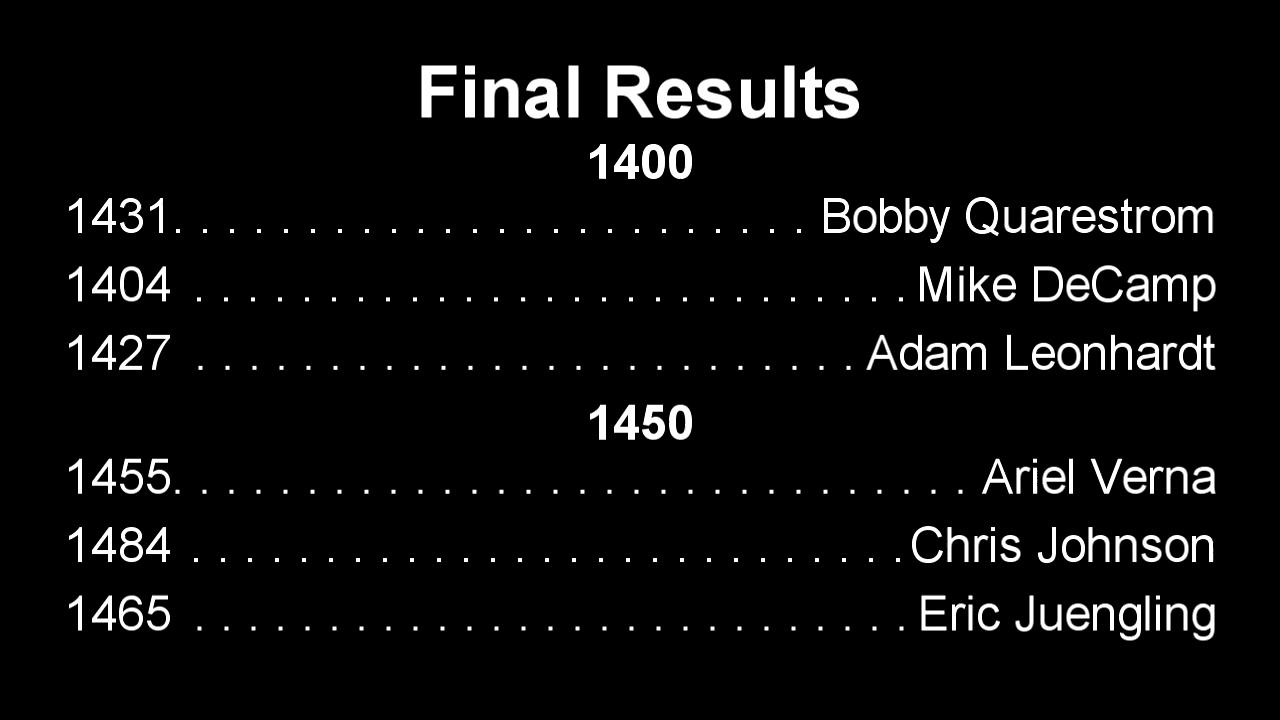 Final Results
1400
1431. . . . . . . . . . . . . . . . . . . . . . . . Bobby Quarestrom
1404 . . . . . . . . . . . . . . . . . . . . . . . . . . . Mike DeCamp
1427 . . . . . . . . . . . . . . . . . . . . . . . . . Adam Leonhardt
1450
1455. . . . . . . . . . . . . . . . . . . . . . . . . . . . . . Ariel Verna
1484 . . . . . . . . . . . . . . . . . . . . . . . . . . . Chris Johnson
1465 . . . . . . . . . . . . . . . . . . . . . . . . . . . Eric Juengling